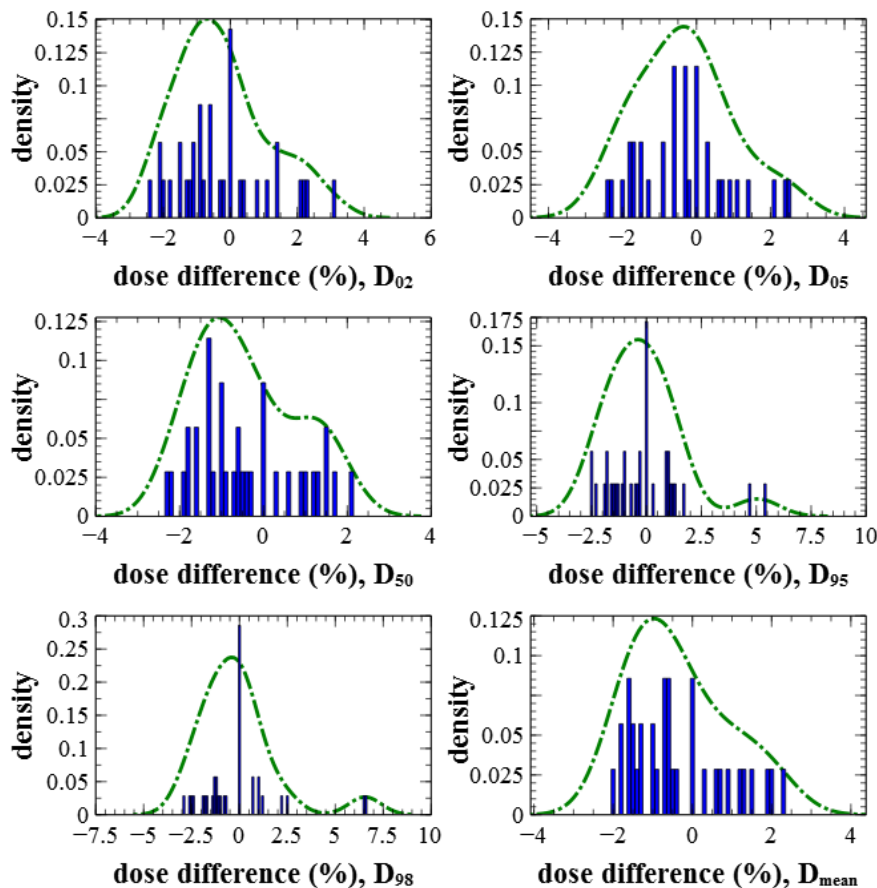 0.15
0.125
0.1
0.05
0.025
0
density
−4 −2 0 2 4 6
dose difference (%), D02
0.15
0.125
0.1
0.05
0.025
0
density
−4 −2 0 2 4
dose difference (%), D05
0.125
0.1
0.05
0.025
0
density
−4 −2 0 2 4
dose difference (%), D50
0.175
0.15
0.1
0.05
0.025
0
density
−5 −2.5 0 2.5 5 7.5 10
dose difference (%), D95
0.3
0.25
0.2
0.15
0.1
0.05
0
density
−7.5 −5 −2.5 0 2.5 5 7.5 10
dose difference (%), D98
0.125
0.1
0.05
0.025
0
density
−4 −2 0 2 4
dose difference (%), Dmean